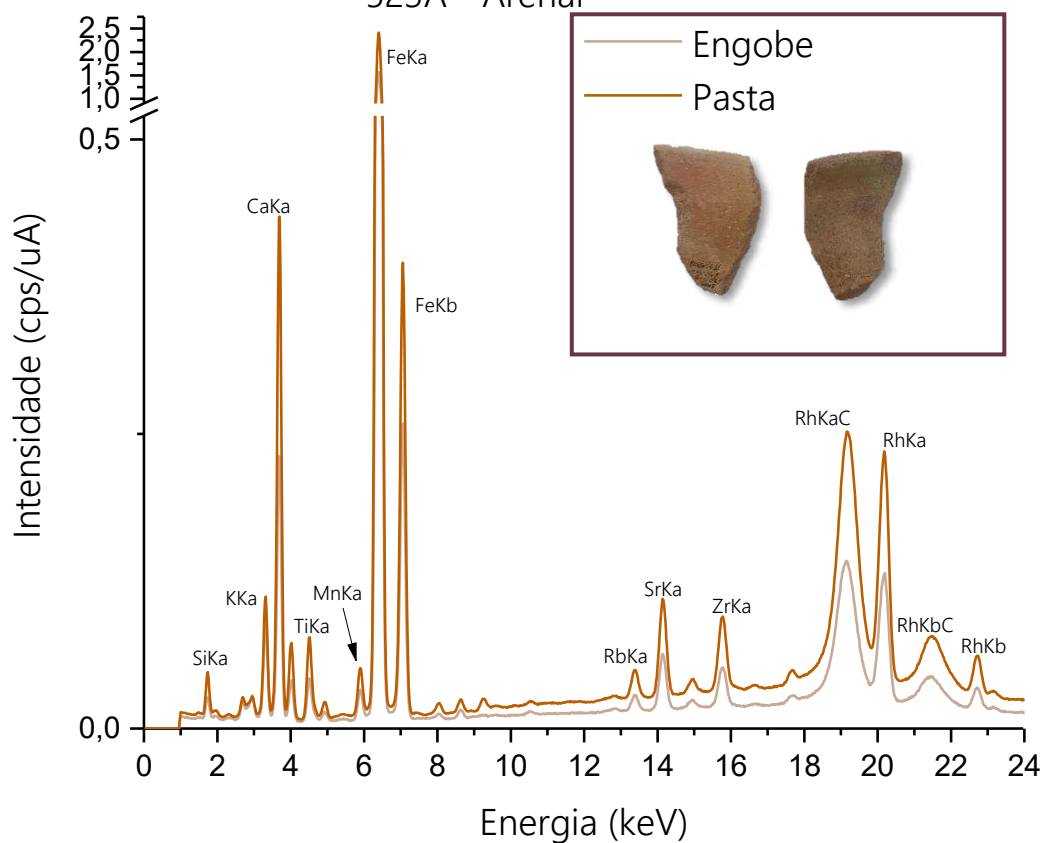 Arenal
2,5
2,0
1,5
1,0
0,5
0,0
Intensidade (cps/uA)
Engobe
Pasta
FeKa
CaKa
FeKb
KKa
MnKa
TiKa
SiKa
RhKaC
RhKa
SrKa
ZrKa
RbKa
RhKbC
RhKb
0 2 4 6 8 10 12 14 16 18 20 22 24
Energia (keV)